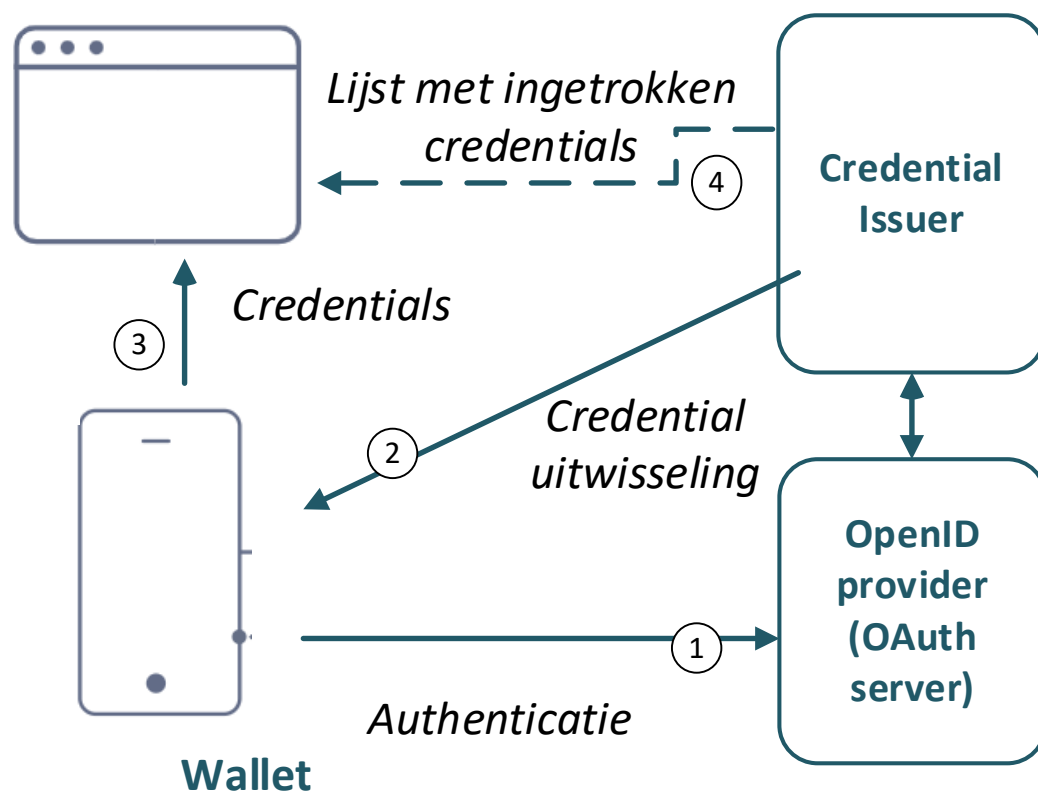 Lijst met ingetrokken
credentials
4
Credential
Issuer
Credentials
3
Credential
uitwisseling
2
OpenID
provider
(OAuth
server)
1
Authenticatie
Wallet